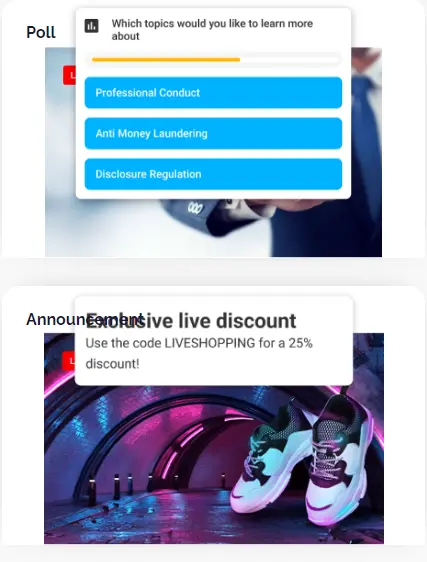 Poll
Which topics would you like to learn more
about
Professional Conduct
Anti Money Laundering
Disclosure Regulation
Announcement
Exclusive live discount
Use the code LIVESHOPPING for a 25%
discount!